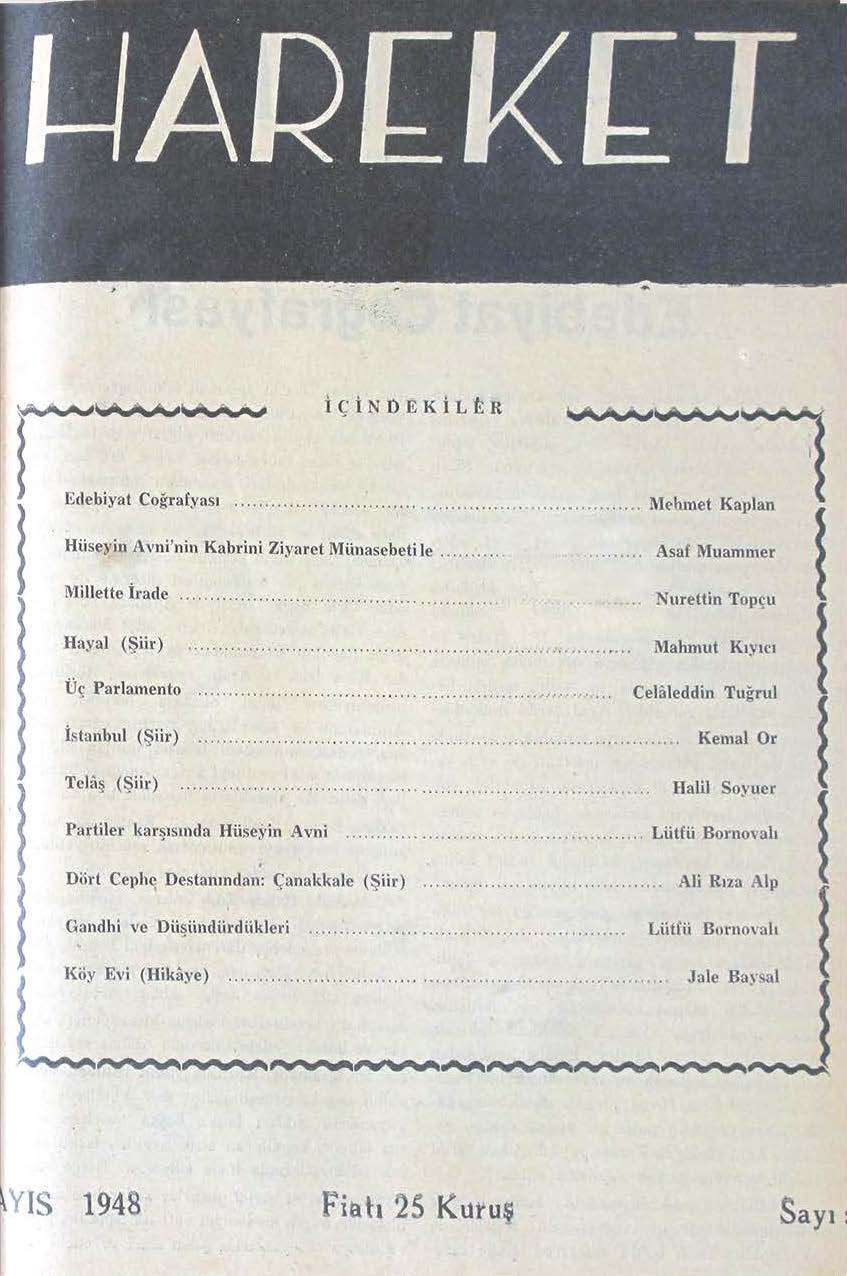 HAREKET
İÇİNDEKİLER
Edebiyat Coğrafyası ........ Mehmet Kaplan
Hüseyin Avni'nin Kabrini Ziyaret Münasebetile ........ Asaf Muammer
Millette İrade ........ Nurettin Topçu
Hayal (Şiir) ........ Mahmut Kıyıcı
Üç Parlamento ........ Celâleddin Tuğrul
İstanbul (Şiir) ........ Kemal Or
Telâş (Şiir) ........ Halil Soyuer
Partiler karşısında Hüseyin Avni ........ Lütfü Bornovalı
Dört Cephe Destanından: Çanakkale (Şiir) ........ Ali Rıza Alp
Gandhi ve Düşündürdükleri ........ Lütfü Bornovalı
Köy Evi (Hikâye) ........ Jale Baysal
AYIS 1948 Fiatı 25 Kuruş Sayı :